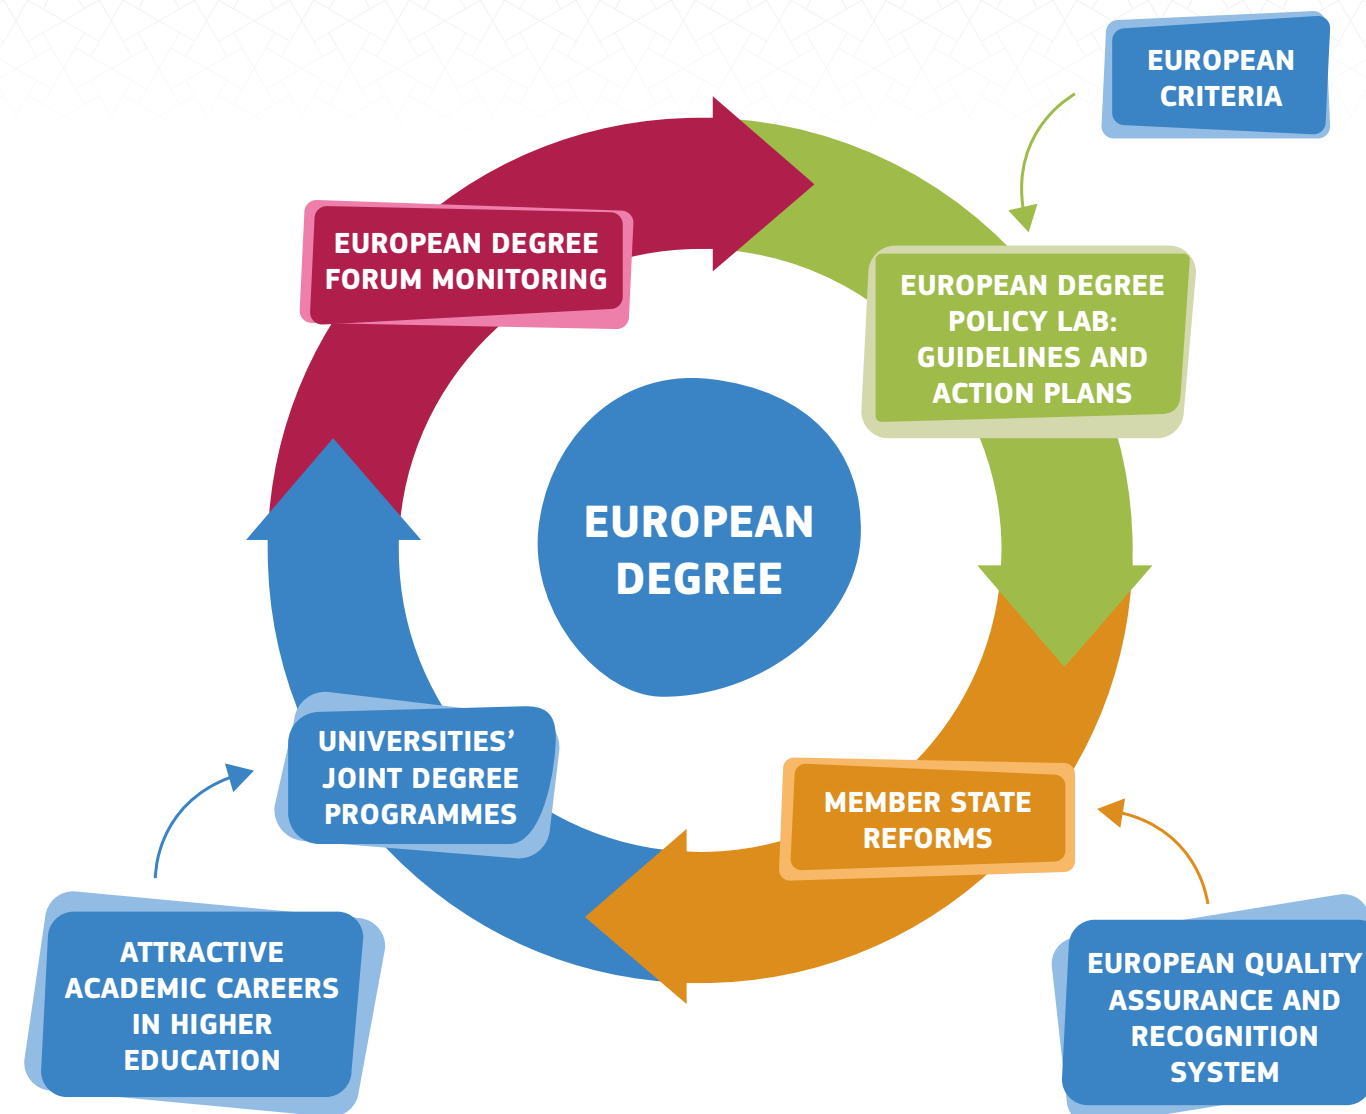 EUROPEAN
CRITERIA
EUROPEAN DEGREE
FORUM MONITORING
EUROPEAN DEGREE
POLICY LAB:
GUIDELINES AND
ACTION PLANS
EUROPEAN
DEGREE
UNIVERSITIES’
JOINT DEGREE
PROGRAMMES
MEMBER STATE
REFORMS
ATTRACTIVE
ACADEMIC CAREERS
IN HIGHER
EDUCATION
EUROPEAN QUALITY
ASSURANCE AND
RECOGNITION
SYSTEM